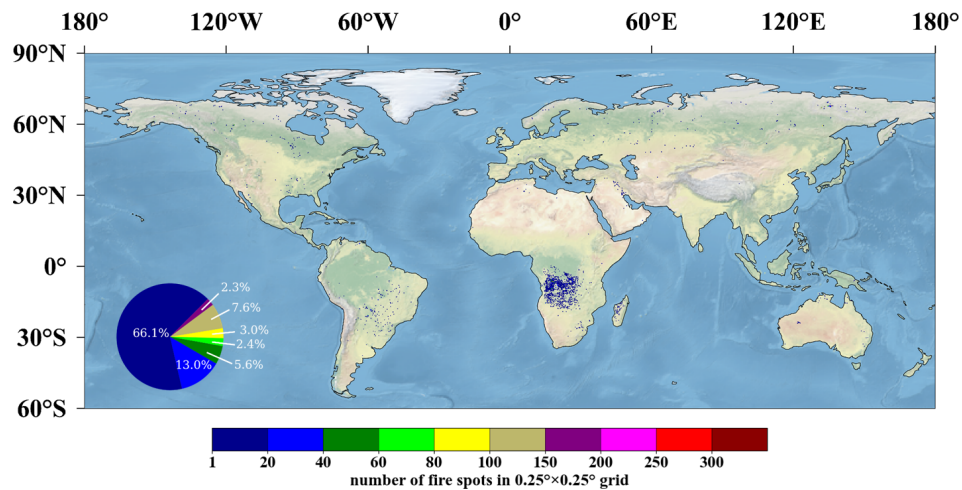 180° 120°W 60°W 0° 60°E 120°E 180°
90°N
60°N
30°N
0°
30°S
60°S
2.3%
7.6%
66.1%
3.0%
2.4%
13.0%
5.6%
1 20 40 60 80 100 150 200 250 300
number of fire spots in 0.25°×0.25° grid